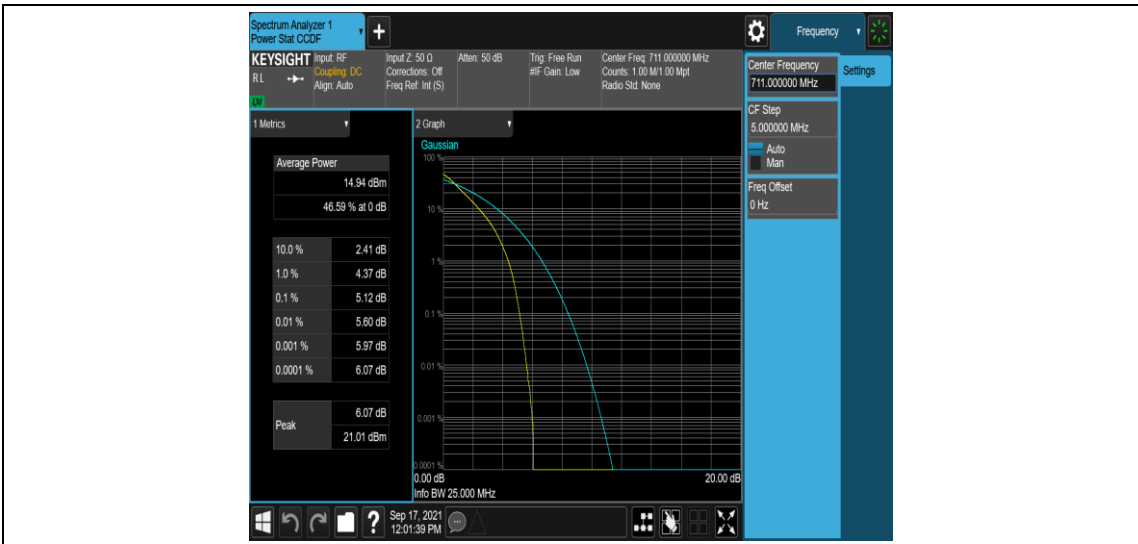 Spectrum Analyzer 1
Power Stat CCDF
+
Frequency
KEYSIGHT
Input: RF
Coupling: DC
Align: Auto
RL
LXI
Input Z: 50 Ω
Corrections: Off
Freq Ref: Int (S)
Atten: 50 dB
Trig: Free Run
#IF Gain: Low
Center Freq: 711.000000 MHz
Counts: 1.00 M/1.00 Mpt
Radio Std: None
Center Frequency
711.000000 MHz
Settings
CF Step
5.000000 MHz
Auto
Man
Freq Offset
0 Hz
1 Metrics
Average Power
14.94 dBm
46.59 % at 0 dB
10.0 % 2.41 dB
1.0 % 4.37 dB
0.1 % 5.12 dB
0.01 % 5.60 dB
0.001 % 5.97 dB
0.0001 % 6.07 dB
Peak
6.07 dB
21.01 dBm
2 Graph
Gaussian
100 %
10 %
1 %
0.1 %
0.01 %
0.001 %
0.0001 %
0.00 dB 20.00 dB
Info BW 25.000 MHz
?
Sep 17, 2021
12:01:39 PM